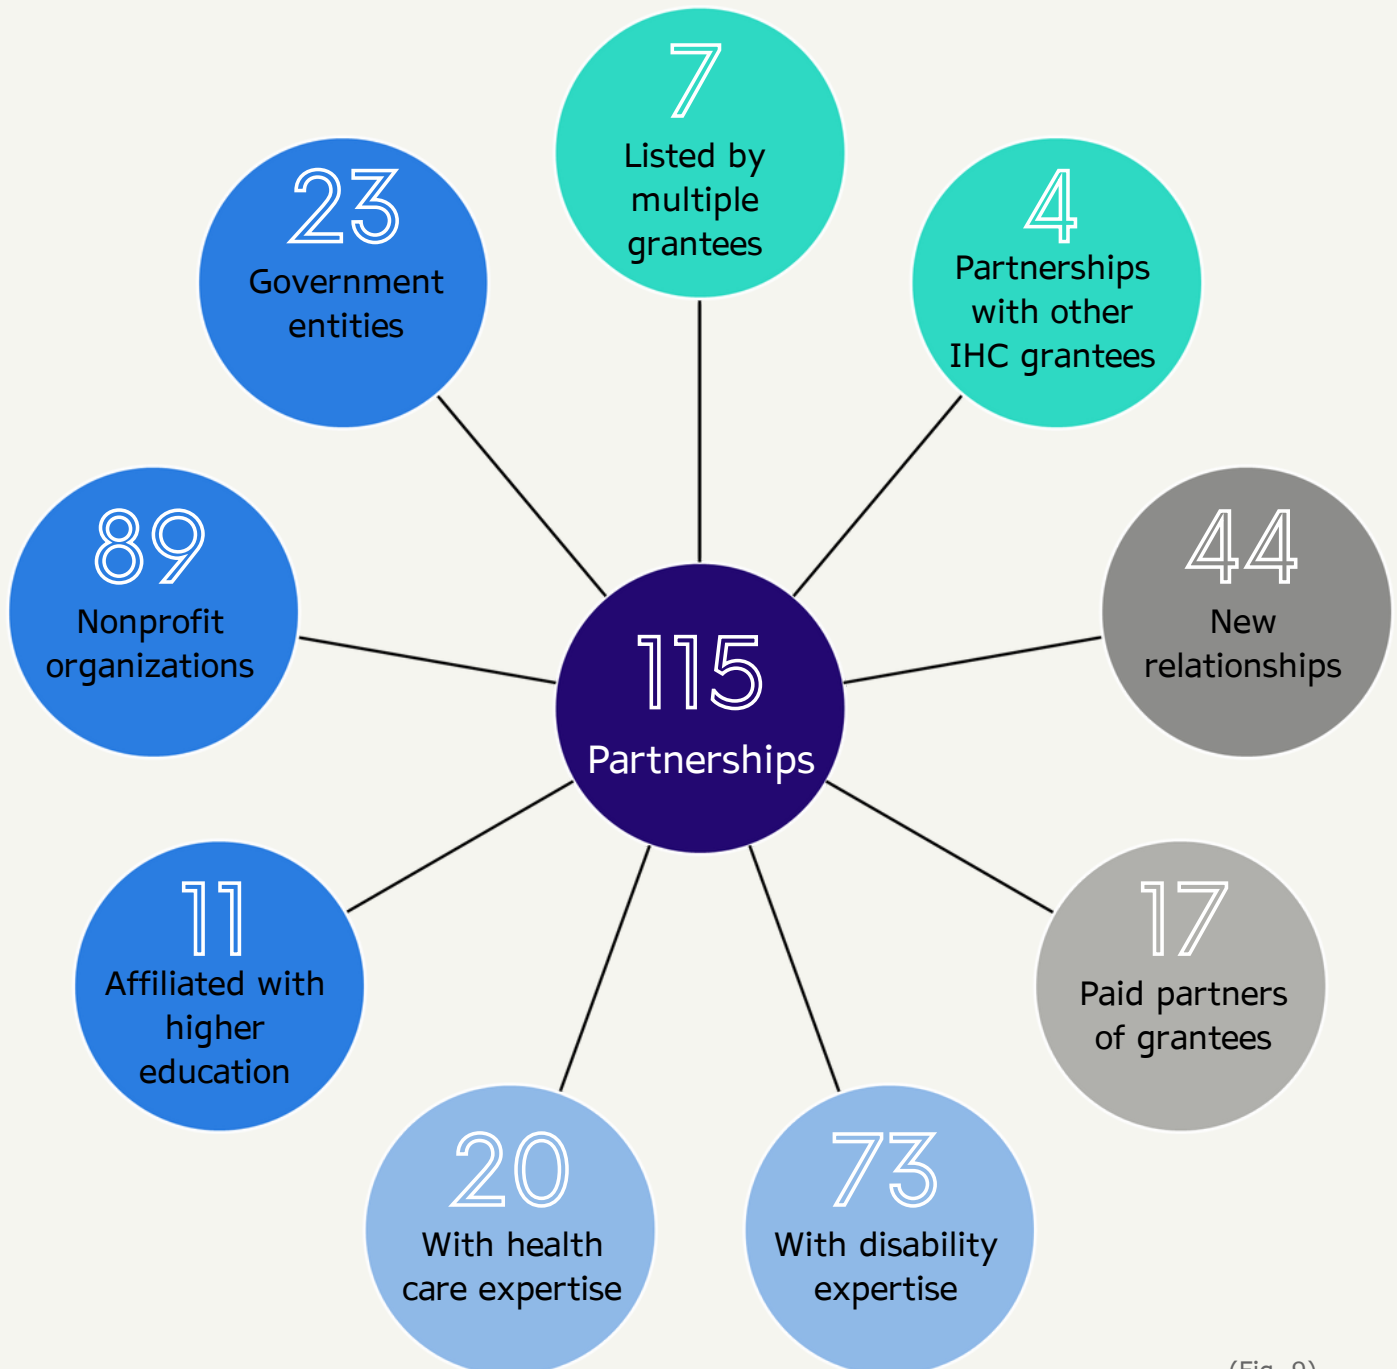 7
Listed by
multiple
grantees
4
Partnerships
with other
IHC grantees
44
New
relationships
17
Paid partners
of grantees
73
With disability
expertise
20
With health
care expertise
11
Affiliated with
higher
education
89
Nonprofit
organizations
23
Government
entities
115
Partnerships
(Fig. 9)